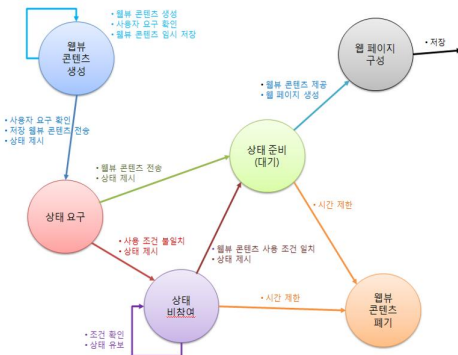 • 웹뷰 콘텐츠 생성
• 사용자 요구 확인
• 웹뷰 콘텐츠 임시 저장
웹뷰
콘텐츠
생성
웹 페이지
구성
• 저장
• 웹뷰 콘텐츠 제공
• 웹 페이지 생성
• 사용자 요구 확인
• 저장 웹뷰 콘텐츠 전송
• 상태 제시
상태 준비
(대기)
• 웹뷰 콘텐츠 전송
• 상태 제시
• 시간 제한
상태 요구
• 사용 조건 불일치
• 상태 제시
• 웹뷰 콘텐츠 사용 조건 일치
• 상태 제시
상태
비참여
• 시간 제한
웹뷰
콘텐츠
폐기
• 조건 확인
• 상태 유보